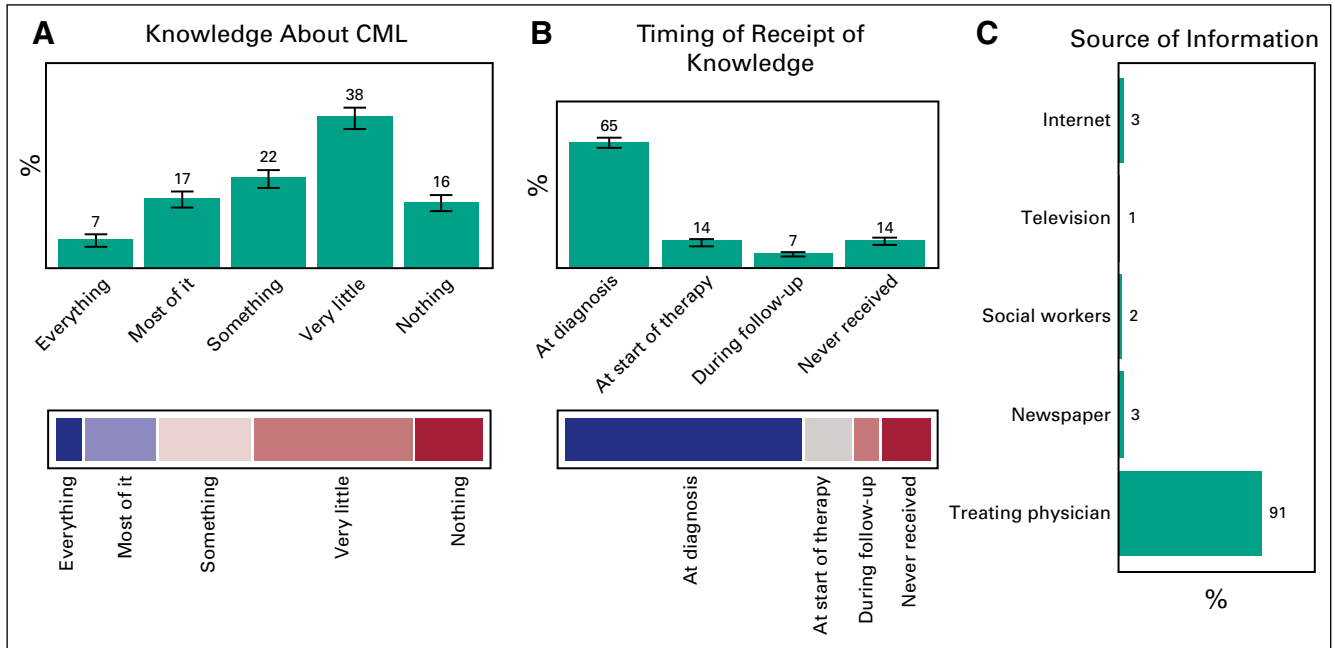 A
Knowledge About CML
%
7
17
22
38
16
Everything
Most of it
Something
Very little
Nothing
Everything
Most of it
Something
Very little
Nothing
B
Timing of Receipt of
Knowledge
%
65
14
7
14
At diagnosis
At start of therapy
During follow-up
Never received
At diagnosis
At start of therapy
During follow-up
Never received
C
Source of Information
Internet 3
Television 1
Social workers 2
Newspaper 3
Treating physician 91
%